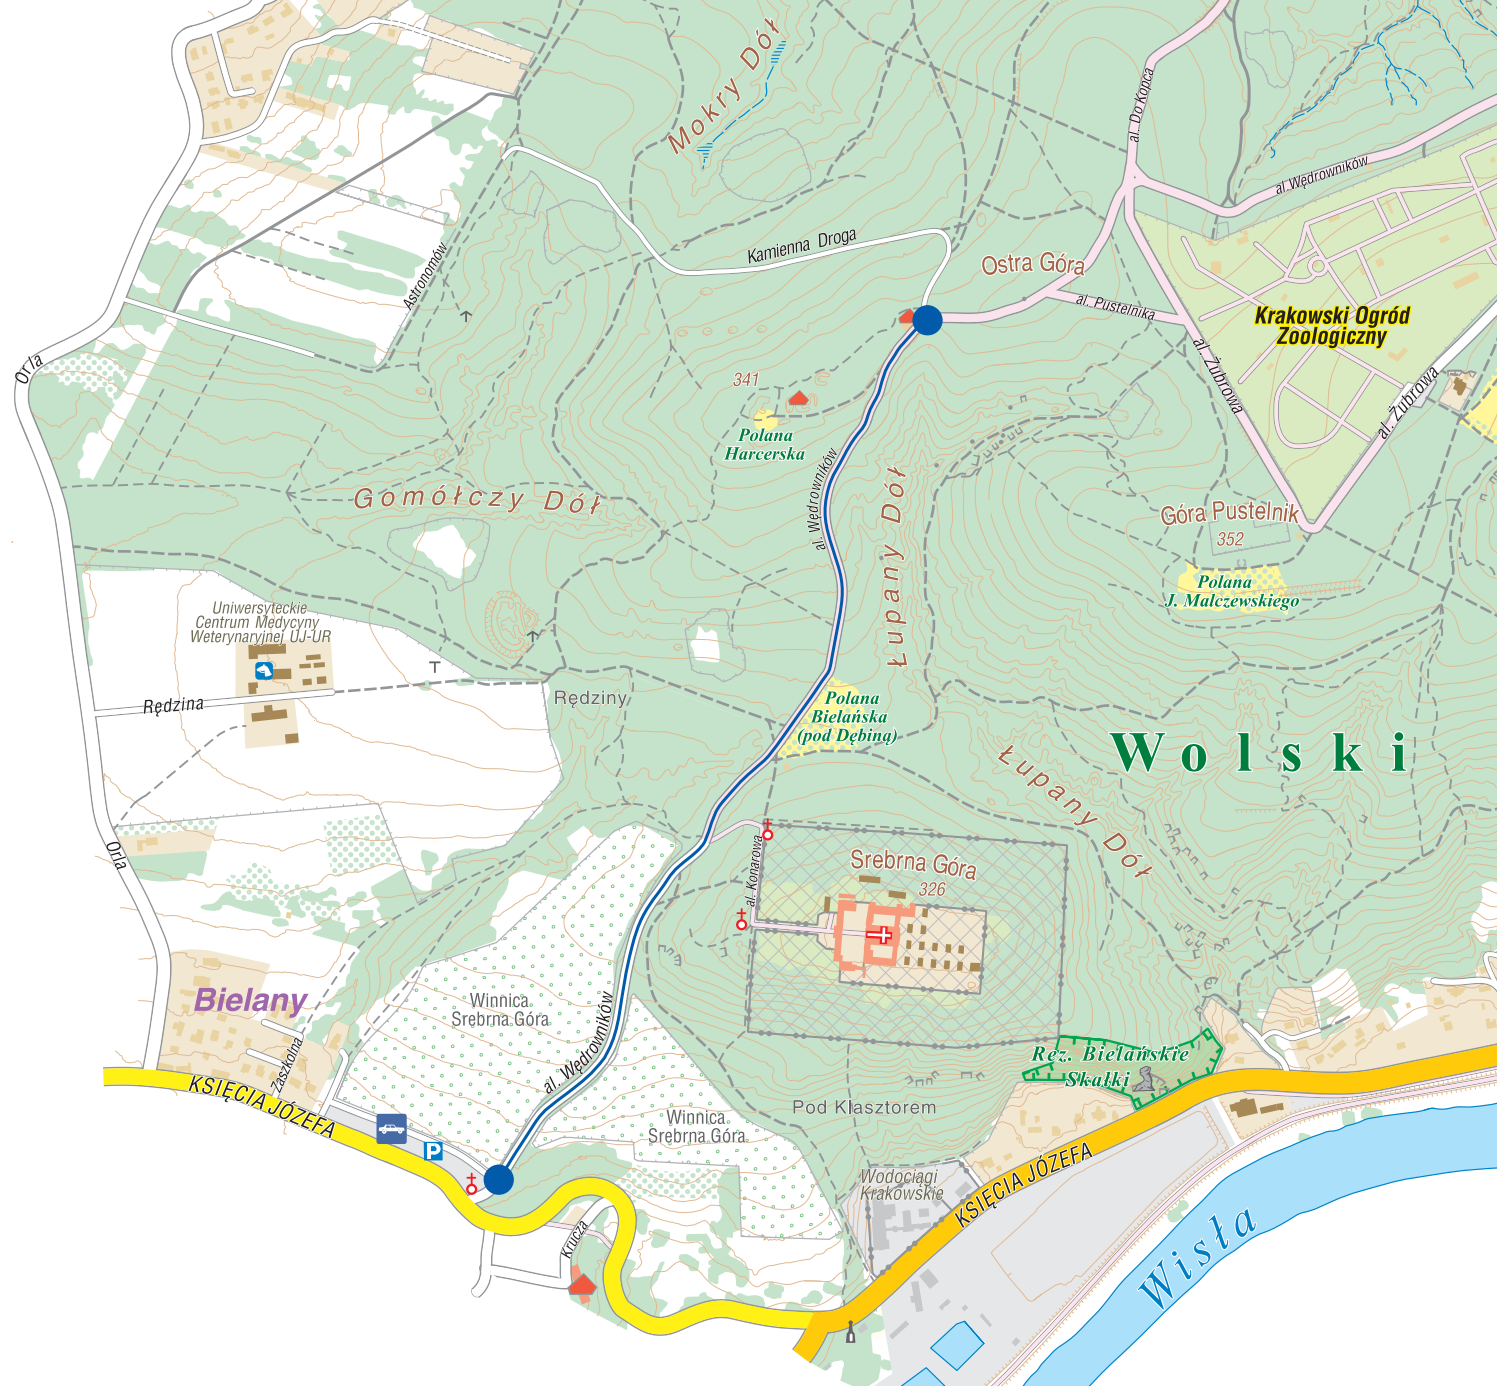 Mokry Dół
al. Do Kopca
al. Wędrowników
Kamienna Droga
Astronomów
Ostra Góra
al. Pustelnika
Krakowski Ogród
Zoologiczny
al. Żubrowa
al. Żubrowa
Orla
341
Polana
Harcerska
al. Wędrowników
Gomółczy Dół
Łupany Dół
Góra Pustelnik
352
Polana
J. Malczewskiego
Uniwersyteckie
Centrum Medycyny
Weterynaryjnej UJ-UR
Rędzina
Rędziny
Polana
Bielańska
(pod Dębiną)
Wolski
Łupany Dół
Orla
al. Konarowa
Srebrna Góra
326
Bielany
Winnica
Srebrna Góra
al. Wędrowników
Zaszkolna
Rez. Bielańskie
Skałki
KSIĘCIA JÓZEFA
P
Winnica
Srebrna Góra
Pod Klasztorem
Wodociągi
Krakowskie
KSIĘCIA JÓZEFA
Krucza
Wisła